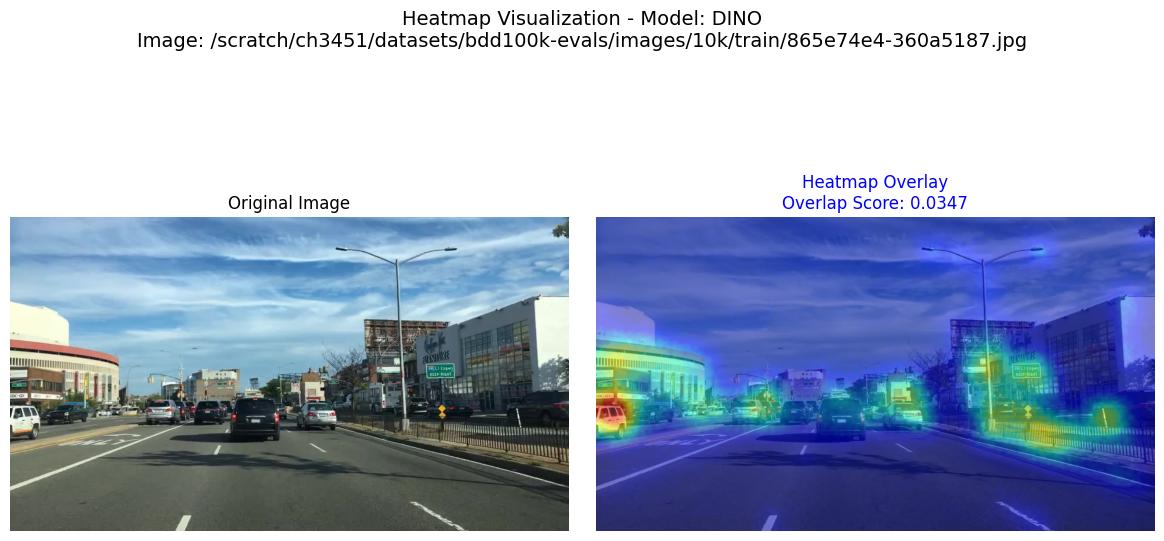 Heatmap Visualization - Model: DINO
Image: /scratch/ch3451/datasets/bdd100k-evals/images/10k/train/865e74e4-360a5187.jpg
Original Image
Heatmap Overlay
Overlap Score: 0.0347
ONLY